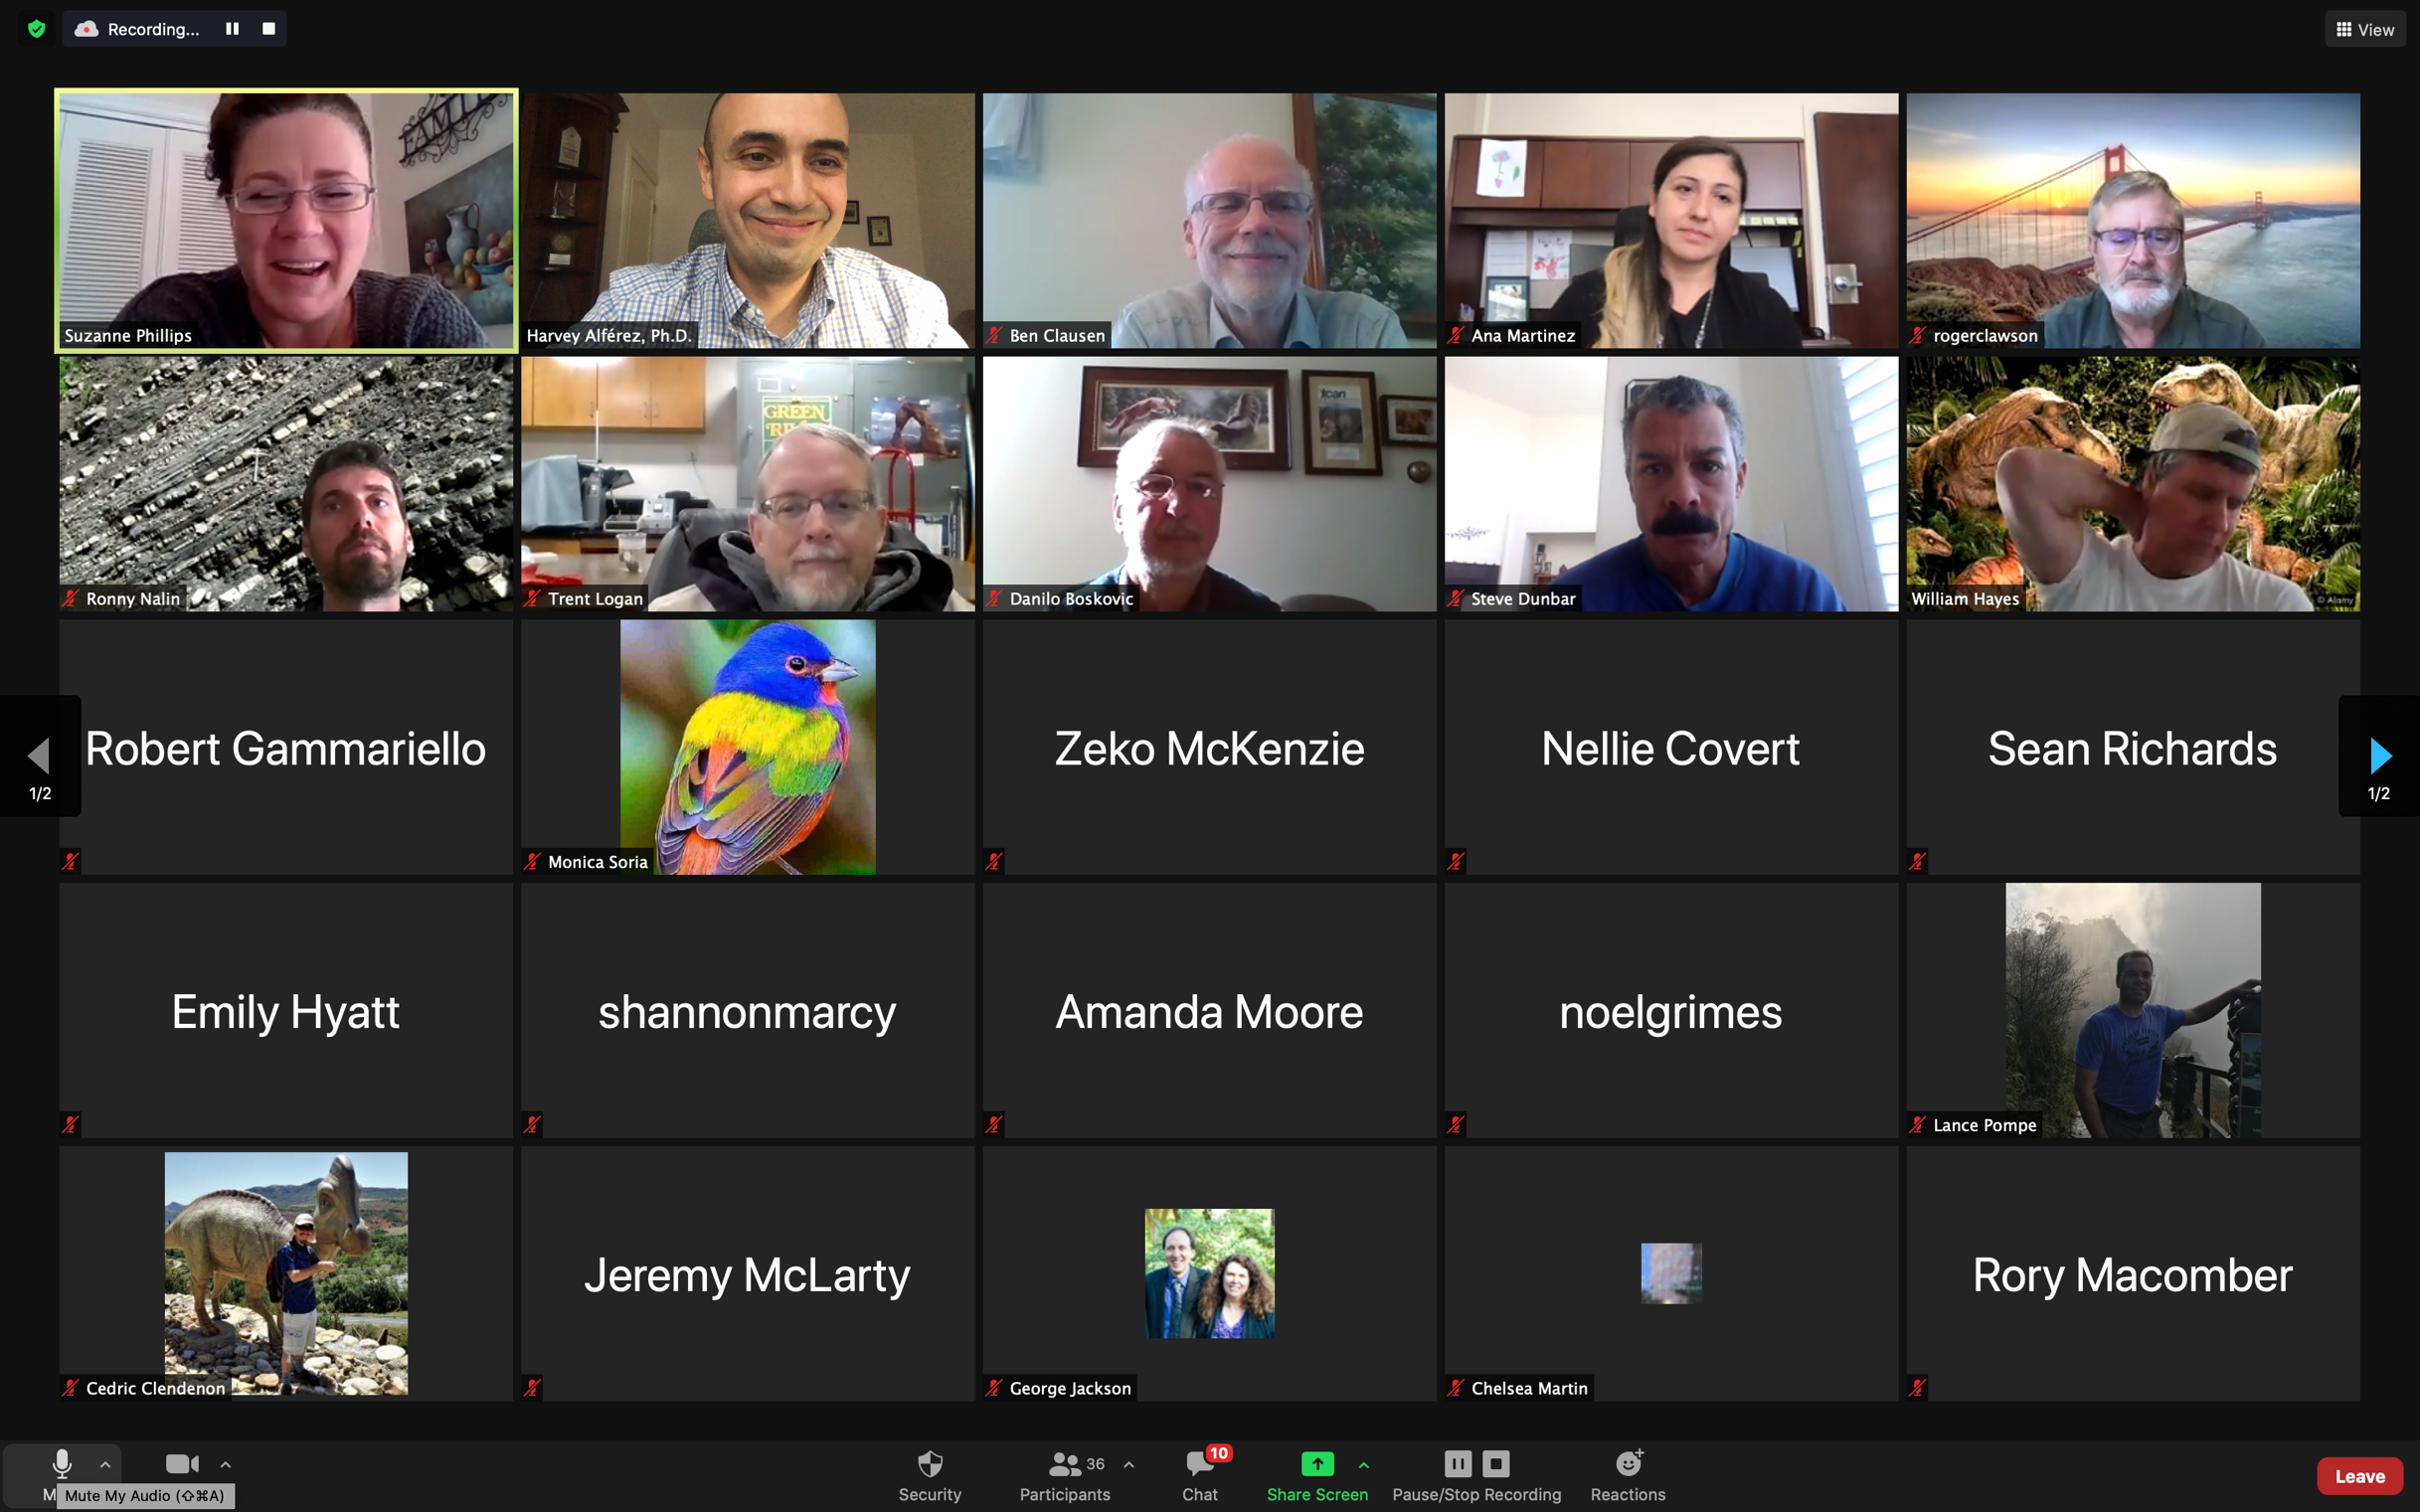 Recording...
View
FAMILY
Suzanne Phillips
Harvey Alférez, Ph.D.
Ben Clausen
Ana Martinez
rogerclawson
GREEN
Ronny Nalin
Trent Logan
Danilo Boskovic
Steve Dunbar
William Hayes
© Alamy
Robert Gammariello
Monica Soria
Zeko McKenzie
Nellie Covert
Sean Richards
1/2
1/2
Emily Hyatt
shannonmarcy
Amanda Moore
noelgrimes
Lance Pompe
Cedric Clendenon
Jeremy McLarty
George Jackson
Chelsea Martin
Rory Macomber
M
Mute My Audio (⇧⌘A)
Security
36
Participants
10
Chat
Share Screen
Pause/Stop Recording
Reactions
Leave